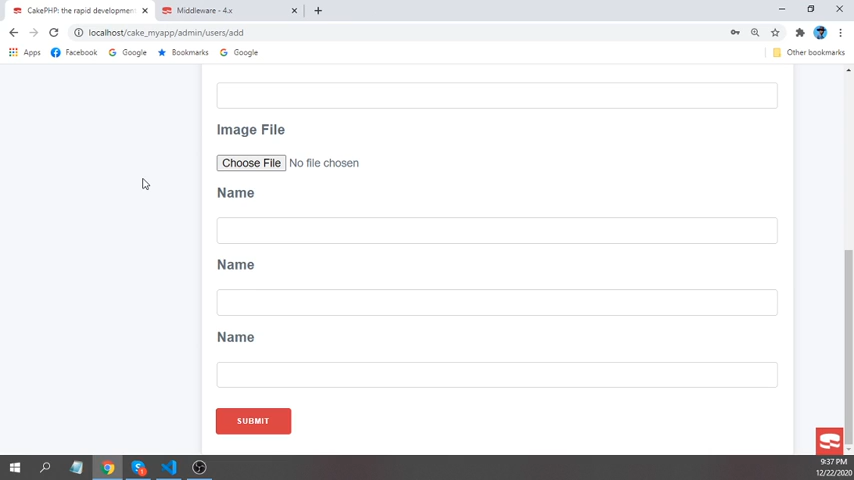 CakePHP: the rapid development
Middleware - 4.x
localhost/cake_myapp/admin/users/add
Apps
Facebook
Google
Bookmarks
Google
Other bookmarks
Image File
Choose File No file chosen
Name
Name
Name
SUBMIT
9:37 PM
12/22/2020